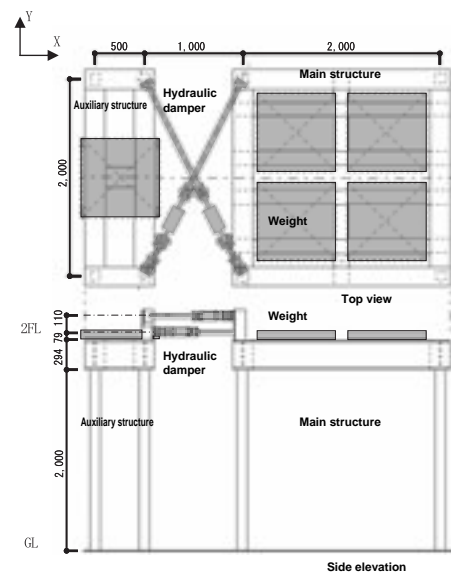 Y
X
500
1,000
2,000
Main structure
Hydraulic
damper
Auxiliary structure
2,000
Weight
Top view
Weight
110
2FL
79
294
Hydraulic
damper
Auxiliary structure
Main structure
2,000
GL
Side elevation